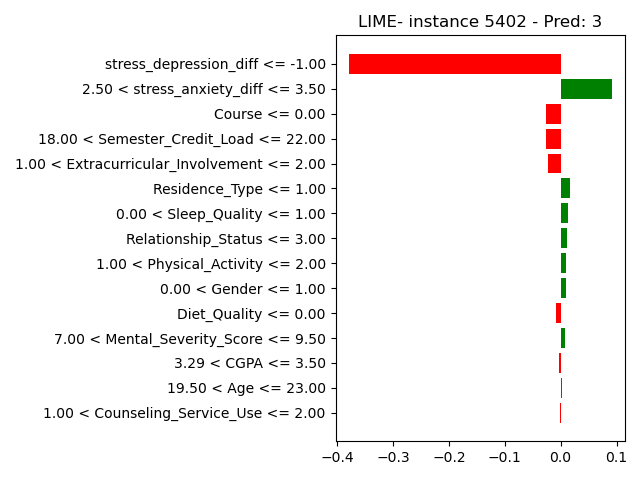 LIME- instance 5402 - Pred: 3
stress_depression_diff <= -1.00
2.50 < stress_anxiety_diff <= 3.50
Course <= 0.00
18.00 < Semester_Credit_Load <= 22.00
1.00 < Extracurricular_Involvement <= 2.00
Residence_Type <= 1.00
0.00 < Sleep_Quality <= 1.00
Relationship_Status <= 3.00
1.00 < Physical_Activity <= 2.00
0.00 < Gender <= 1.00
Diet_Quality <= 0.00
7.00 < Mental_Severity_Score <= 9.50
3.29 < CGPA <= 3.50
19.50 < Age <= 23.00
1.00 < Counseling_Service_Use <= 2.00
−0.4 −0.3 −0.2 −0.1 0.0 0.1